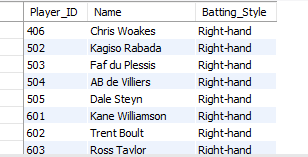 Player_ID Name Batting_Style
406 Chris Woakes Right-hand
502 Kagiso Rabada Right-hand
503 Faf du Plessis Right-hand
504 AB de Villiers Right-hand
505 Dale Steyn Right-hand
601 Kane Williamson Right-hand
602 Trent Boult Right-hand
603 Ross Taylor Right-hand